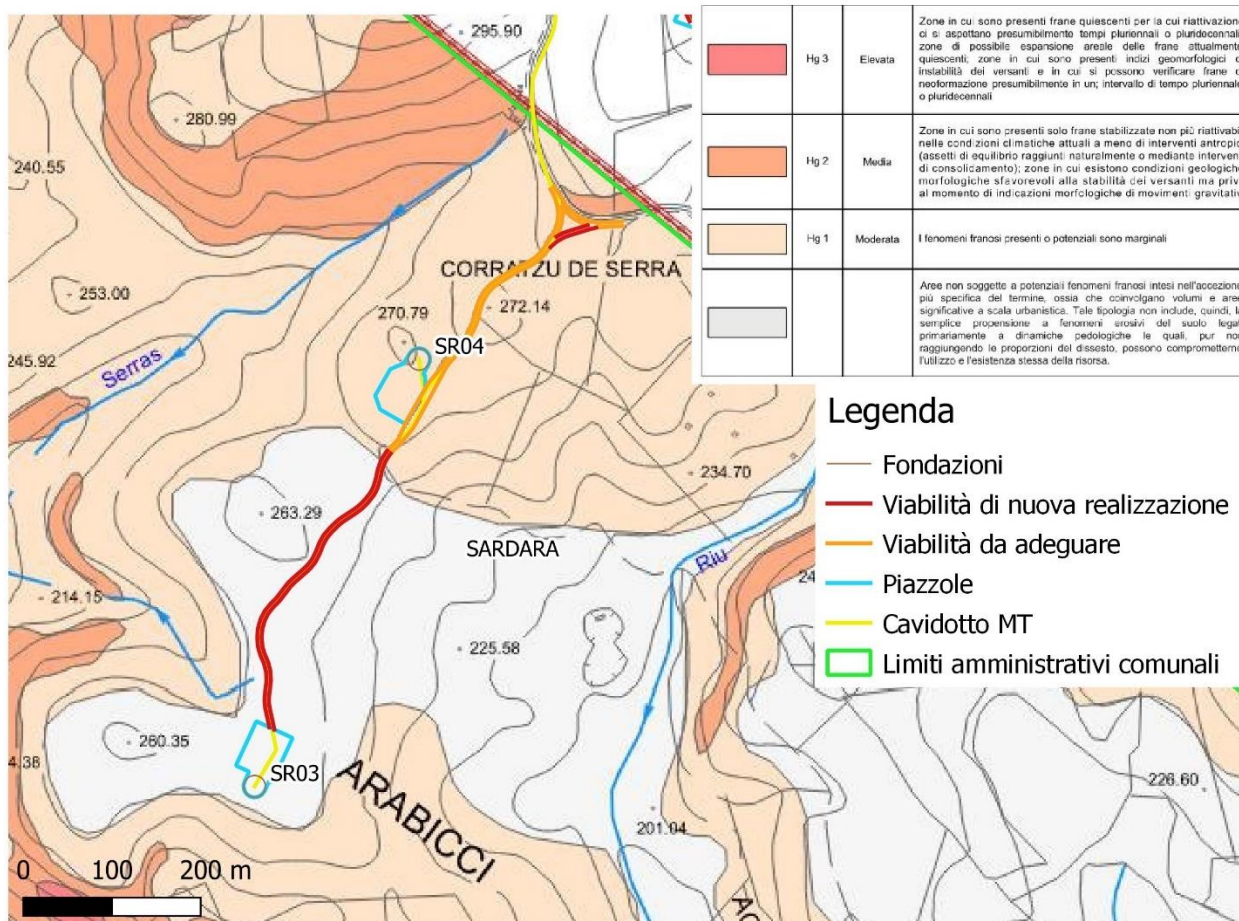 295.90
280.99
240.55
253.00
CORRATZU DE SERRA
272.14
270.79
SR04
245.92
Serras
234.70
263.29
SARDARA
Riu
214.15
225.58
260.35
4.38
SR03
ARABICCI
201.04
226.60
0 100 200 m
Hg 3 Elevata
Zone in cui sono presenti frane quiescenti per la cui riattivazione
ci si aspettano presumibilmente tempi pluriennali o pluridecennali;
zone di possibile espansione areale delle frane attualmente
quiescenti; zone in cui sono presenti indizi geomorfologici
instabilità dei versanti e in cui si possono verificare frane
neoformazione presumibilmente in un; intervallo di tempo pluriennale
o pluridecennali
Hg 2 Media
Zone in cui sono presenti solo frane stabilizzate non più riattivabi
nelle condizioni climatiche attuali a meno di interventi antropic
(assetti di equilibrio raggiunti naturalmente o mediante intervent
di consolidamento); zone in cui esistono condizioni geologiche
morfologiche sfavorevoli alla stabilità dei versanti ma priv
al momento di indicazioni morfologiche di movimenti gravitativ
Hg 1 Moderata
I fenomeni franosi presenti o potenziali sono marginali
Aree non soggette a potenziali fenomeni franosi intesi nell'accezione
più specifica del termine, ossia che coinvolgano volumi e aree
significative a scala urbanistica. Tale tipologia non include, quindi, la
semplice propensione a fenomeni erosivi del suolo legat
primariamente a dinamiche pedologiche le quali, pur non
raggiungendo le proporzioni del dissesto, possono comprometterne
l'utilizzo e l'esistenza stessa della risorsa.
Legenda
Fondazioni
Viabilità di nuova realizzazione
Viabilità da adeguare
Piazzole
Cavidotto MT
Limiti amministrativi comunali